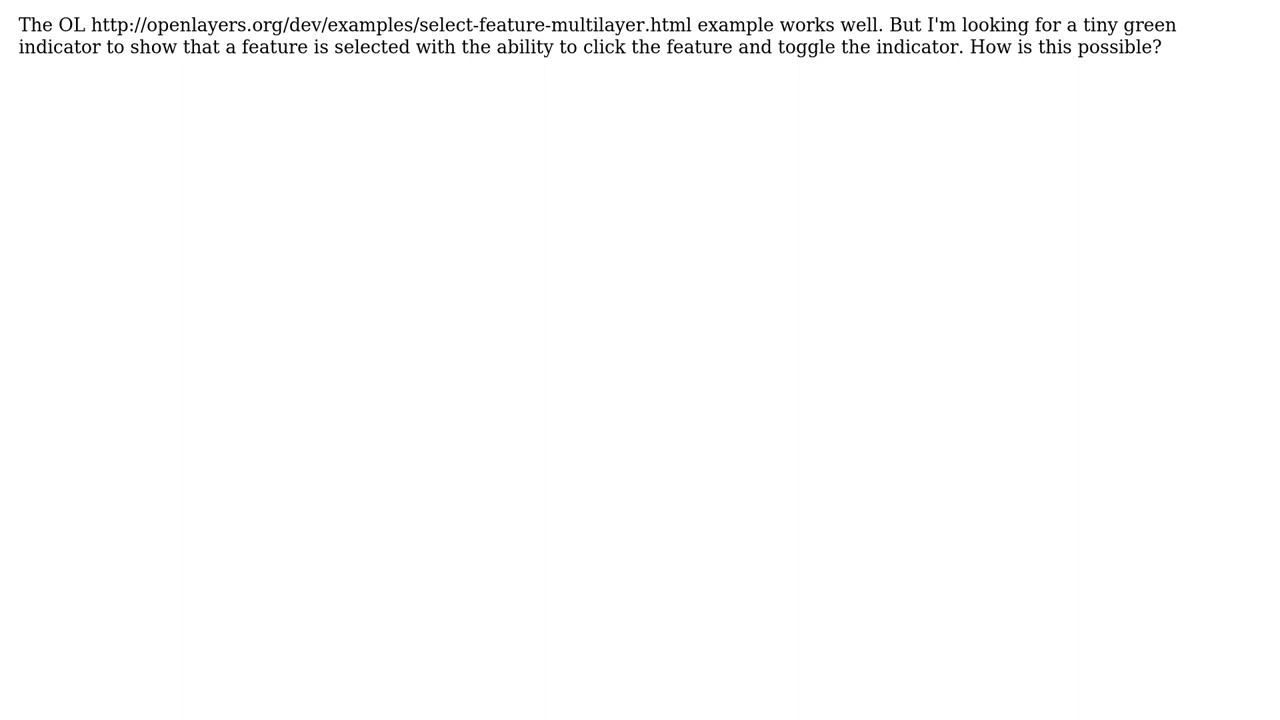 The OL http://openlayers.org/dev/examples/select-feature-multilayer.html example works well. But I'm looking for a tiny green
indicator to show that a feature is selected with the ability to click the feature and toggle the indicator. How is this possible?